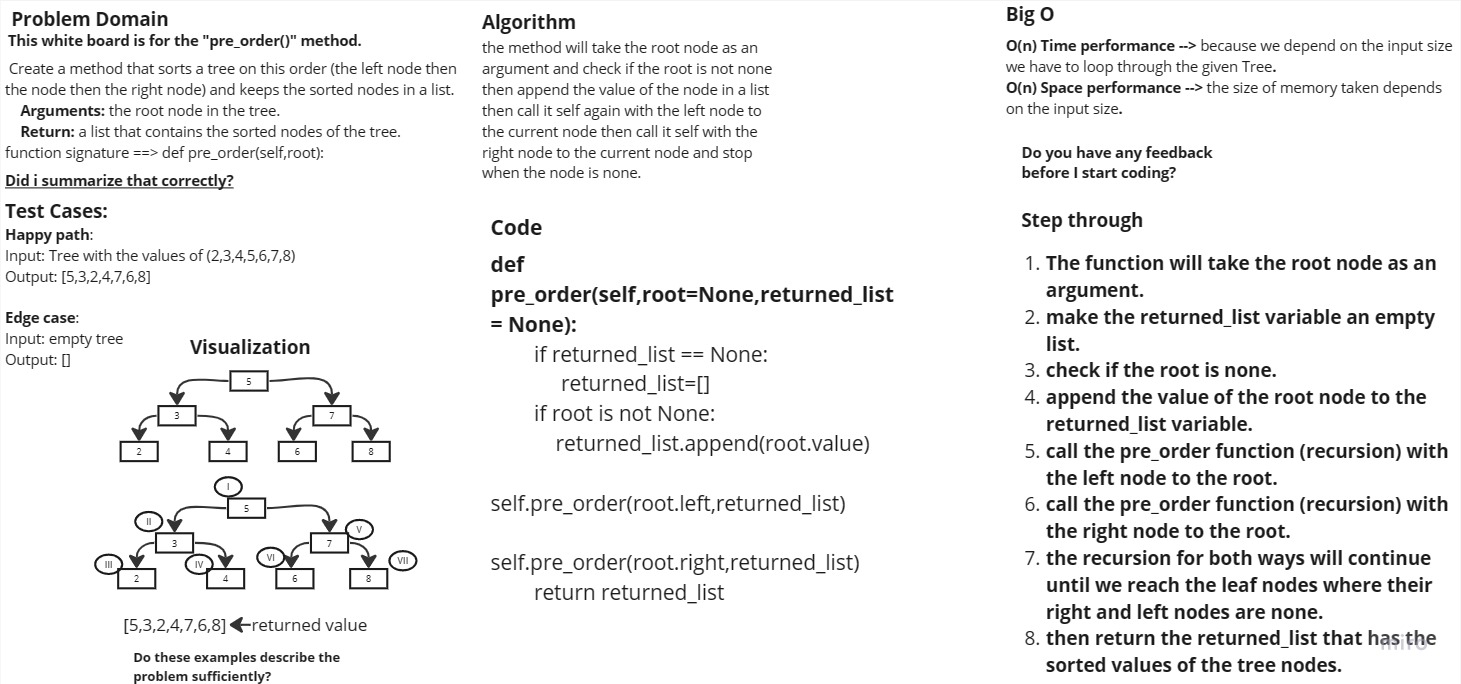 Problem Domain
This white board is for the "pre_order()" method.
Create a method that sorts a tree on this order (the left node then
the node then the right node) and keeps the sorted nodes in a list.
Arguments: the root node in the tree.
Return: a list that contains the sorted nodes of the tree.
function signature ==> def pre_order(self,root):
Did i summarize that correctly?
Test Cases:
Happy path:
Input: Tree with the values of (2,3,4,5,6,7,8)
Output: [5,3,2,4,7,6,8]
Edge case:
Input: empty tree
Output: []
Visualization
5
3
7
2
4
6
8
I
5
II
3
V
7
III
2
IV
4
VI
6
VII
8
[5,3,2,4,7,6,8]
returned value
Do these examples describe the
problem sufficiently?
Algorithm
the method will take the root node as an
argument and check if the root is not none
then append the value of the node in a list
then call it self again with the left node to
the current node then call it self with the
right node to the current node and stop
when the node is none.
Code
def
pre_order(self,root=None,returned_list
= None):
if returned_list == None:
returned_list=[]
if root is not None:
returned_list.append(root.value)
self.pre_order(root.left,returned_list)
self.pre_order(root.right,returned_list)
return returned_list
Big O
O(n) Time performance --> because we depend on the input size
we have to loop through the given Tree.
O(n) Space performance --> the size of memory taken depends
on the input size.
Do you have any feedback
before I start coding?
Step through
1. The function will take the root node as an
argument.
2. make the returned_list variable an empty
list.
3. check if the root is none.
4. append the value of the root node to the
returned_list variable.
5. call the pre_order function (recursion) with
the left node to the root.
6. call the pre_order function (recursion) with
the right node to the root.
7. the recursion for both ways will continue
until we reach the leaf nodes where their
right and left nodes are none.
8. then return the returned_list that has the
sorted values of the tree nodes.
miro